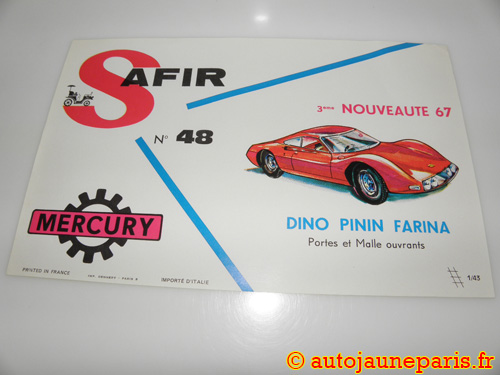 SAFIR
3ème NOUVEAUTE 67
N° 48
MERCURY
DINO PININ FARINA
Portes et Malle ouvrants
PRINTED IN FRANCE
IMPORTÉ D'ITALIE
1/43
© autojauneparis.fr